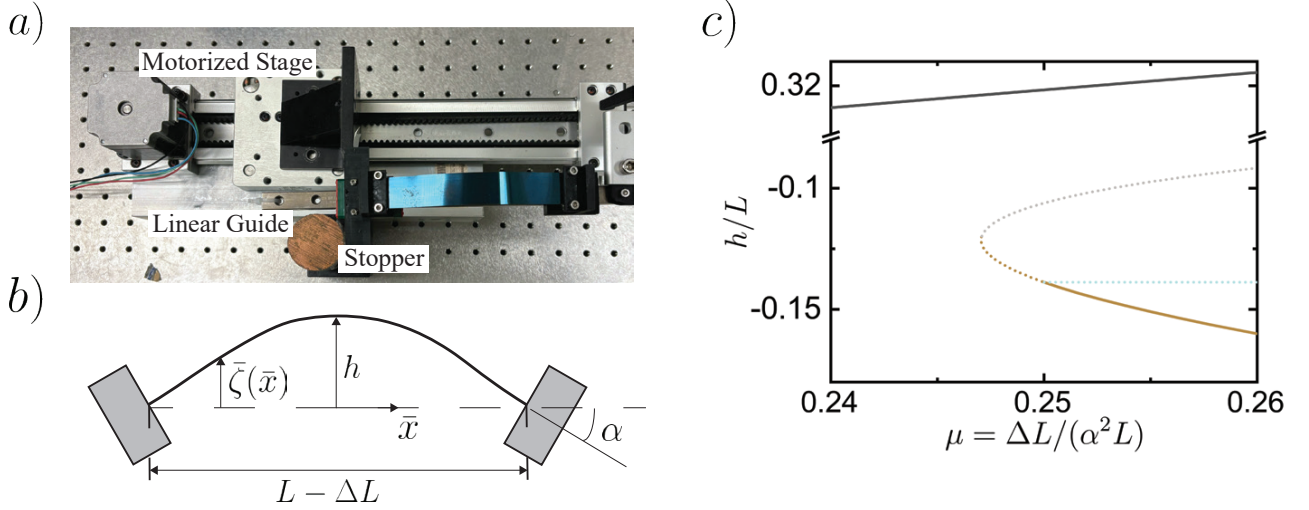 a)
Motorized Stage
Linear Guide
Stopper
b)
ζ̄(x̄)
h
x̄
α
L − ΔL
c)
0.32
-0.1
-0.15
h/L
0.24
0.25
0.26
μ = ΔL/(α²L)